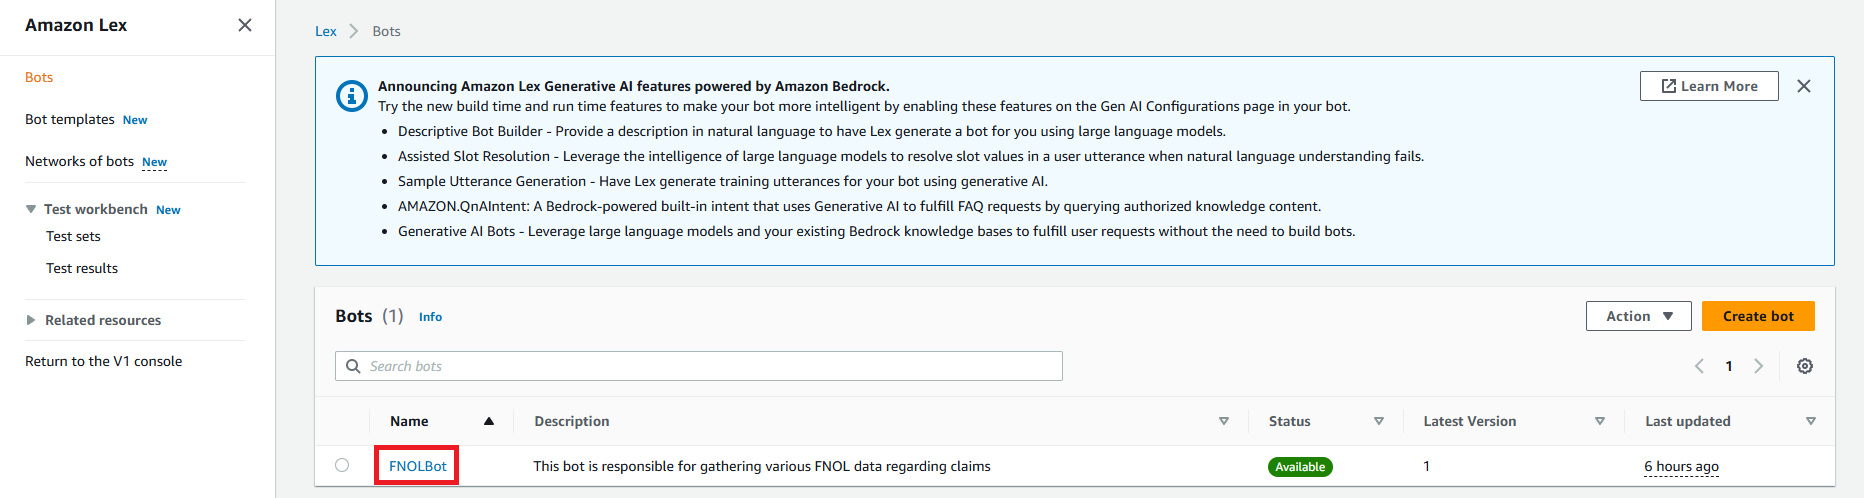 Amazon Lex
Bots
Bot templates New
Networks of bots New
Test workbench New
Test sets
Test results
Related resources
Return to the V1 console
Lex > Bots
Announcing Amazon Lex Generative AI features powered by Amazon Bedrock.
Learn More
Try the new build time and run time features to make your bot more intelligent by enabling these features on the Gen AI Configurations page in your bot.
• Descriptive Bot Builder - Provide a description in natural language to have Lex generate a bot for you using large language models.
• Assisted Slot Resolution - Leverage the intelligence of large language models to resolve slot values in a user utterance when natural language understanding fails.
• Sample Utterance Generation - Have Lex generate training utterances for your bot using generative AI.
• AMAZON.QnAIntent: A Bedrock-powered built-in intent that uses Generative AI to fulfill FAQ requests by querying authorized knowledge content.
• Generative AI Bots - Leverage large language models and your existing Bedrock knowledge bases to fulfill user requests without the need to build bots.
Bots (1) Info
Action
Create bot
Search bots
1
Name Description Status Latest Version Last updated
FNOLBot This bot is responsible for gathering various FNOL data regarding claims Available 1 6 hours ago